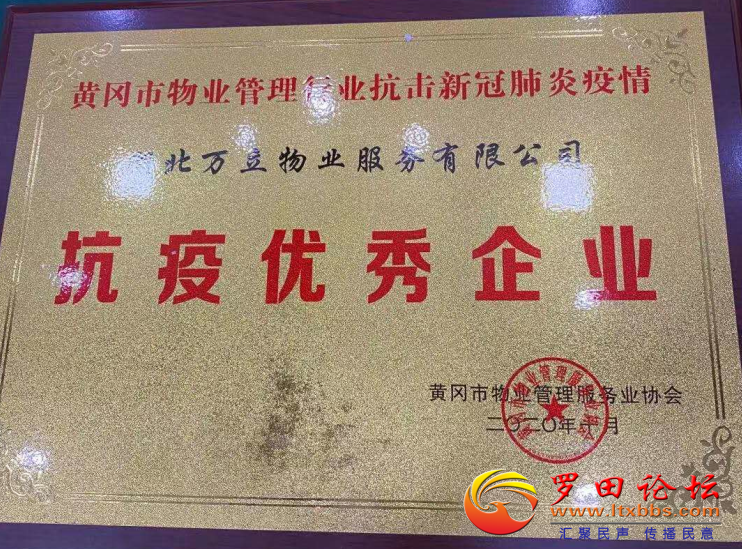 黄冈市物业管理行业抗击新冠肺炎疫情
北万立物业服务有限公司
抗疫优秀企业
黄冈市物业管理服务业协会
二〇二〇年十月
罗田论坛
www.ltxbbs.com
汇聚民声 传播民意